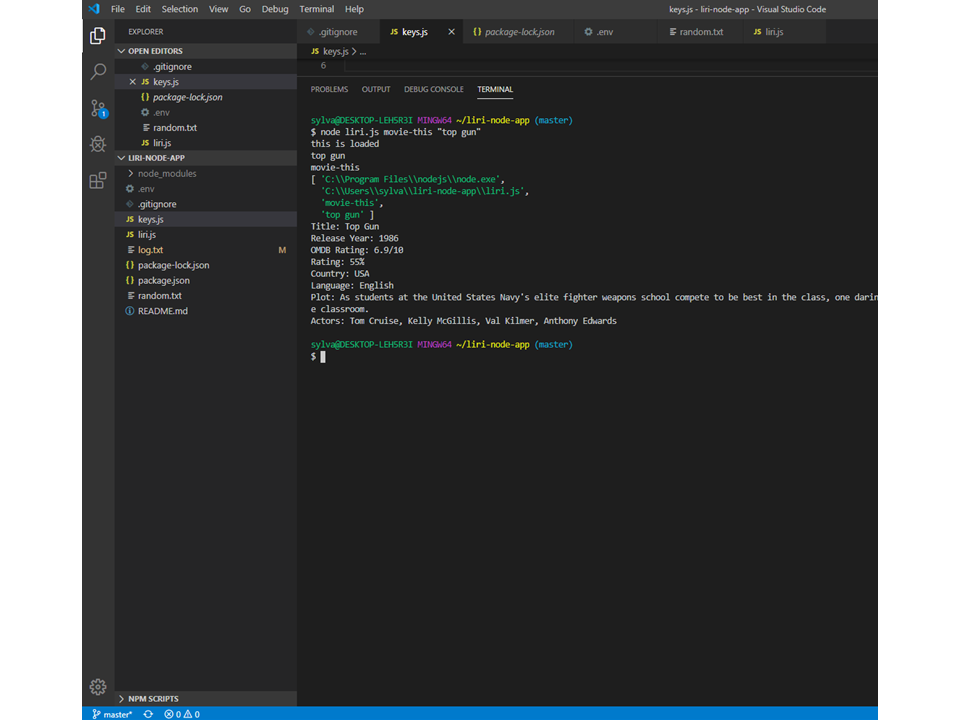 File Edit Selection View Go Debug Terminal Help keys.js - liri-node-app - Visual Studio Code
EXPLORER
OPEN EDITORS
.gitignore
JS keys.js
{ } package-lock.json
.env
random.txt
JS liri.js
LIRI-NODE-APP
node_modules
.env
.gitignore
JS keys.js
JS liri.js
log.txt M
{ } package-lock.json
{ } package.json
random.txt
README.md
NPM SCRIPTS
1
.gitignore JS keys.js { } package-lock.json .env random.txt JS liri.js
JS keys.js > ...
6
PROBLEMS OUTPUT DEBUG CONSOLE TERMINAL
sylva@DESKTOP-LEHSR3I MINGW64 ~/liri-node-app (master)
$ node liri.js movie-this "top gun"
this is loaded
top gun
movie-this
[ 'C:\\Program Files\\nodejs\\node.exe',
'C:\\Users\\sylva\\liri-node-app\\liri.js',
'movie-this',
'top gun' ]
Title: Top Gun
Release Year: 1986
OMDB Rating: 6.9/10
Rating: 55%
Country: USA
Language: English
Plot: As students at the United States Navy's elite fighter weapons school compete to be best in the class, one darin
e classroom.
Actors: Tom Cruise, Kelly McGillis, Val Kilmer, Anthony Edwards
sylva@DESKTOP-LEHSR3I MINGW64 ~/liri-node-app (master)
$
master* 0 0